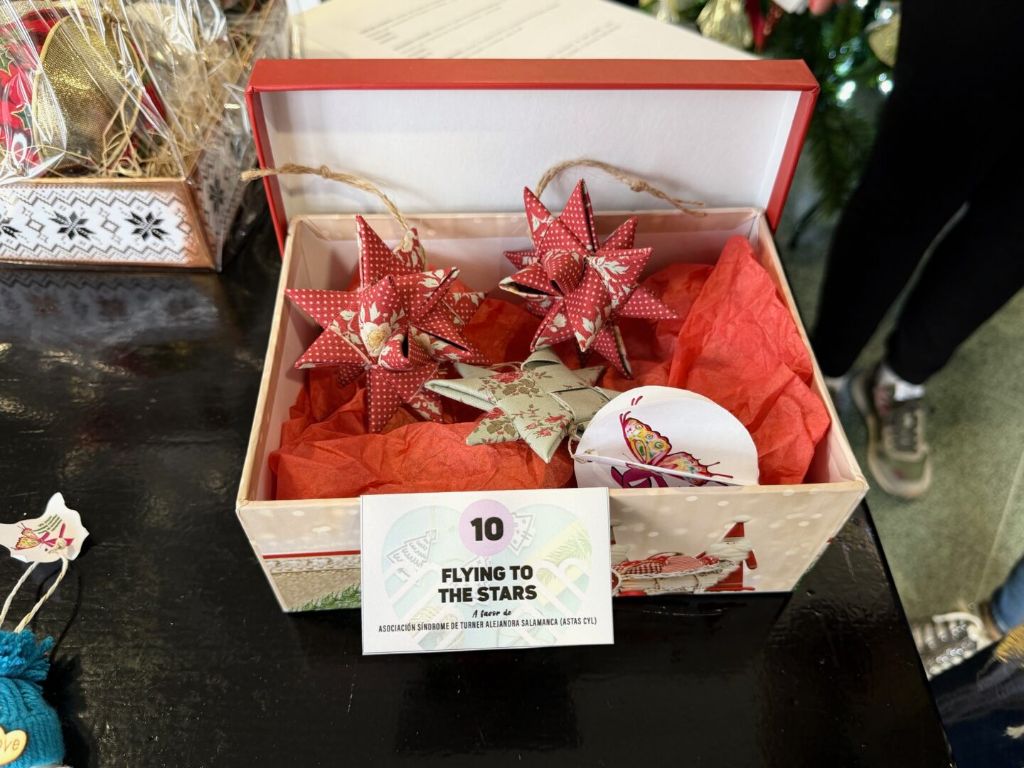 10
FLYING TO
THE STARS
A favor de
ASOCIACIÓN SÍNDROME DE TURNER ALEJANDRA SALAMANCA (ASTAS CYL)